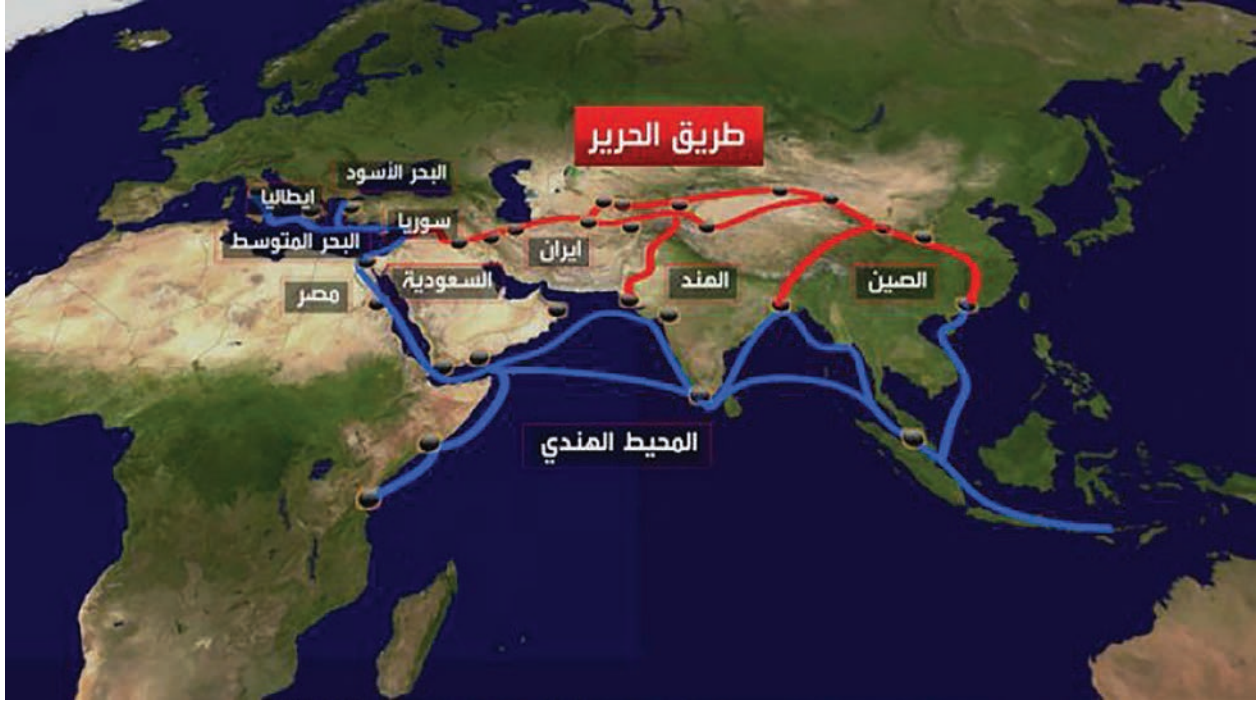 طريق الحرير
البحر الأسود
ايطاليا
سوريا
البحر المتوسط
ايران
السعودية
الهند
الصين
مصر
المحيط الهندي